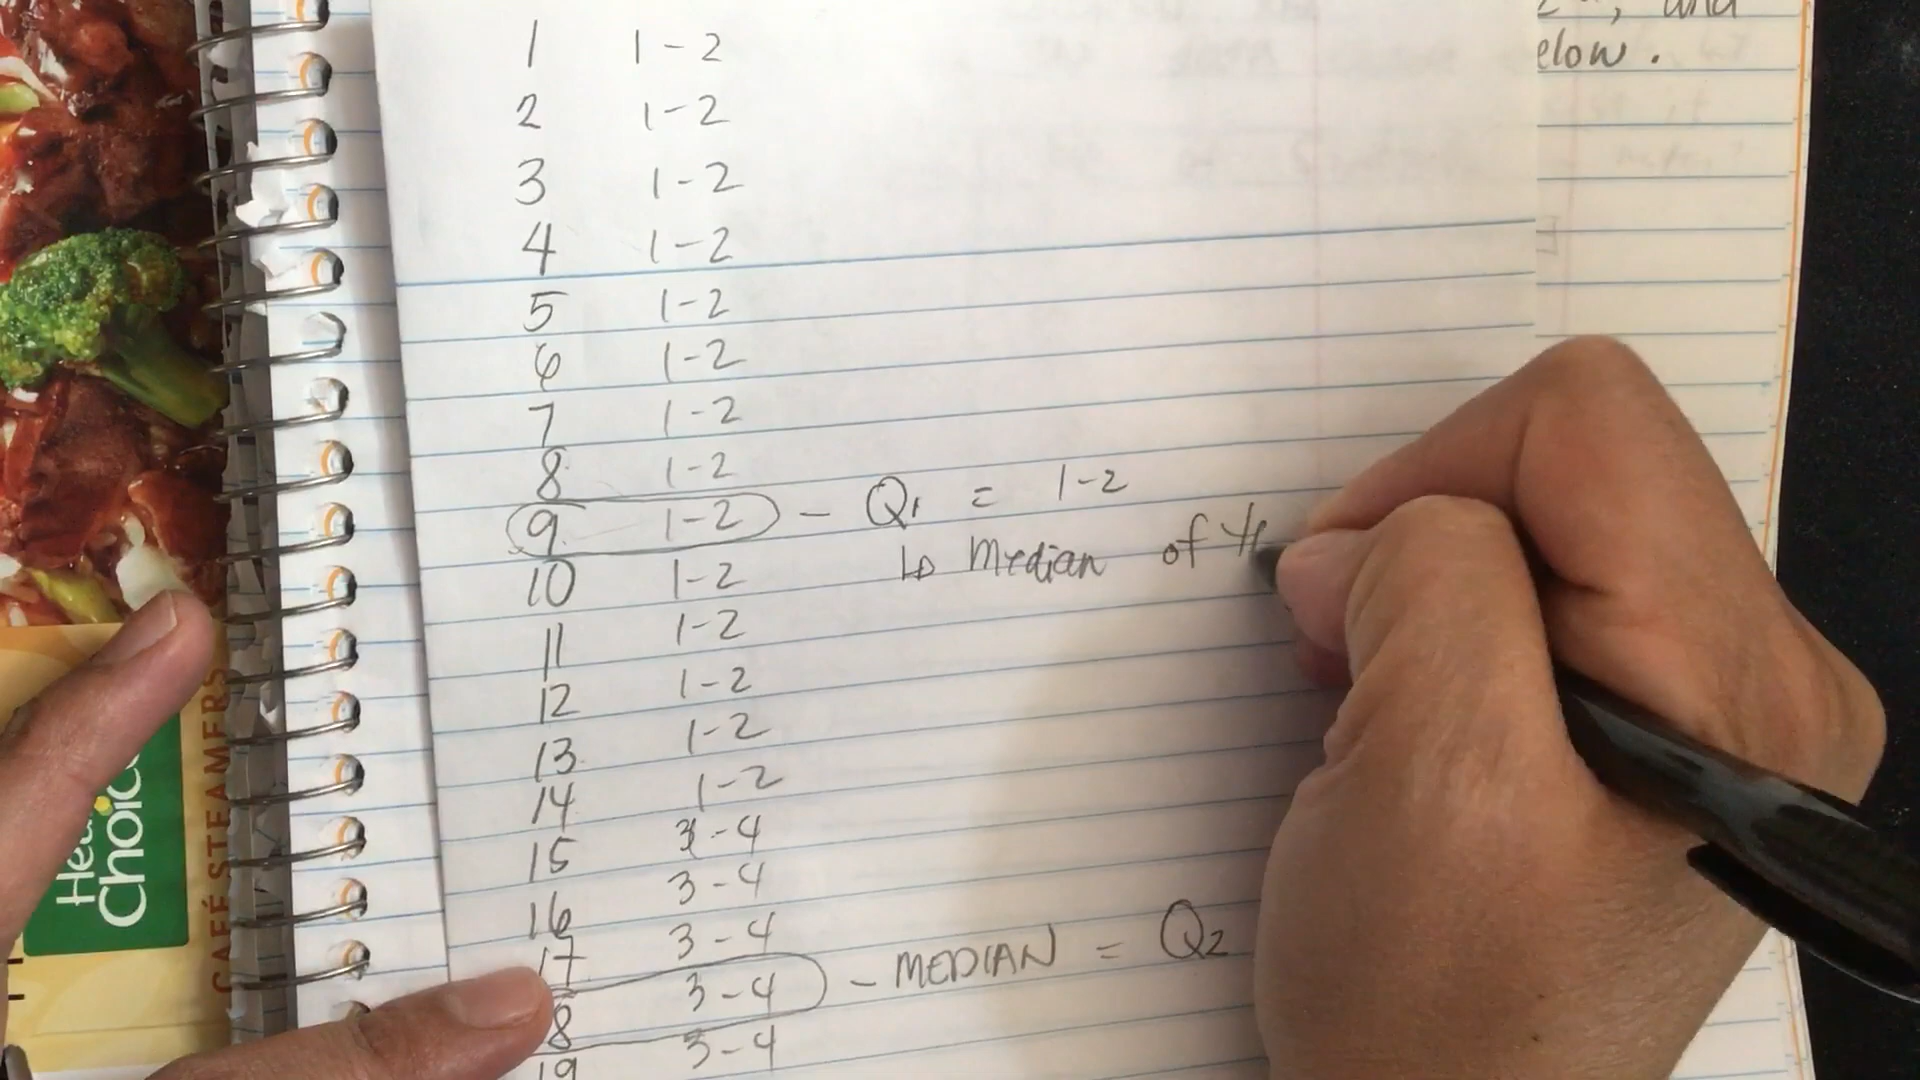 elow.
1 1-2
2 1-2
3 1-2
4 1-2
5 1-2
6 1-2
7 1-2
8 1-2
9 1-2 - Q1 = 1-2
↳ Median of
10 1-2
11 1-2
12 1-2
13 1-2
14 1-2
15 3-4
16 3-4
17 3-4
18 3-4 - MEDIAN = Q2
19 3-4
Choic
CAFÉ STEAMERS